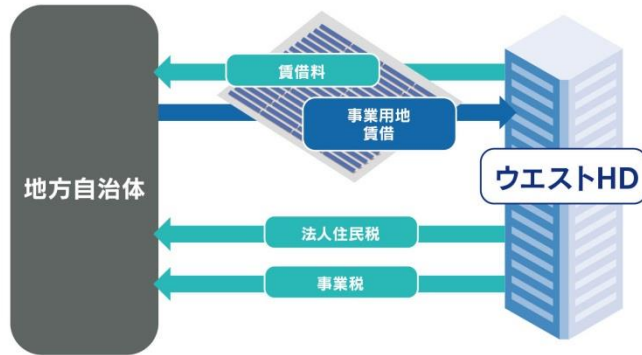 賃借料
事業用地
賃借
地方自治体
ウエストHD
法人住民税
事業税